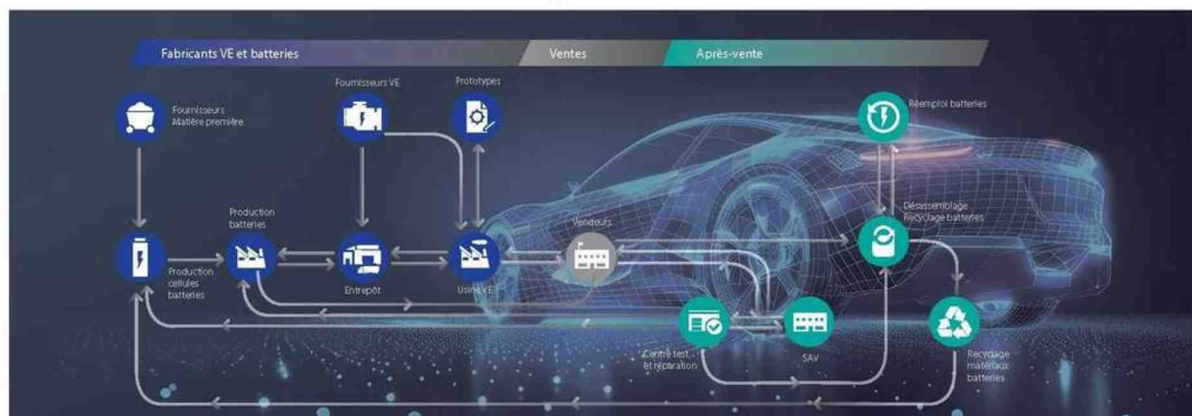 Fabricants VE et batteries
Ventes
Après-vente
Fournisseurs VE
Prototypes
Fournisseurs
Matière première
Réemploi batteries
Production
batteries
Vendeurs
Désassemblage
Recyclage batteries
Production
cellules
batteries
Entrepôt
Usine VE
Centre test
et réparation
SAV
Recyclage
matériaux
batteries